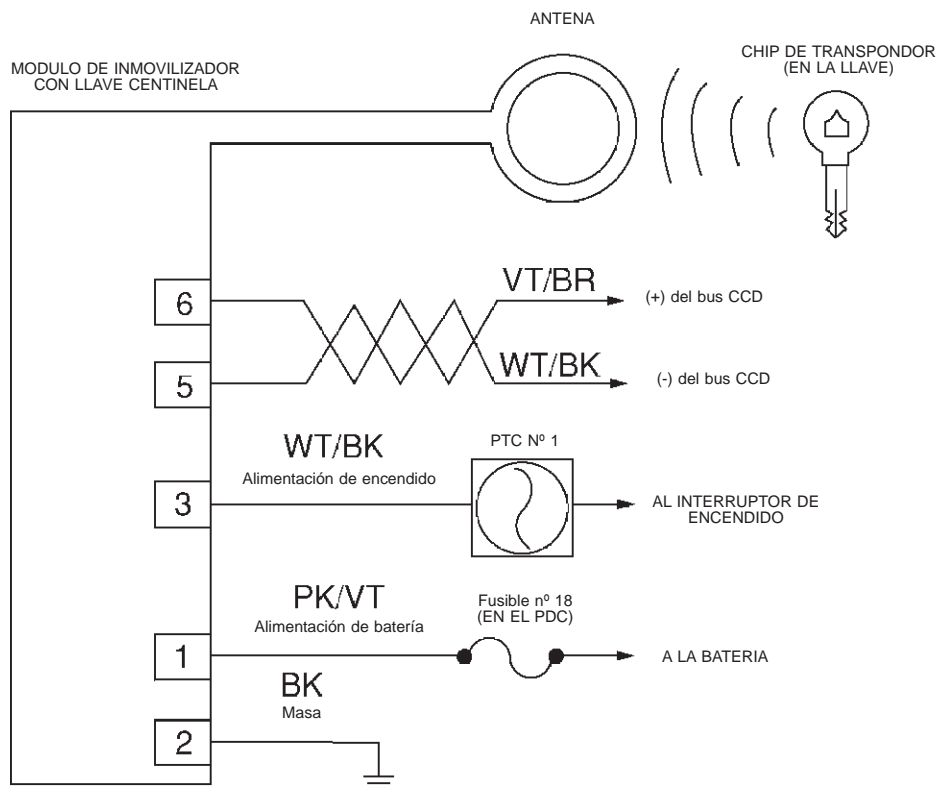 ANTENA
MODULO DE INMOVILIZADOR
CON LLAVE CENTINELA
CHIP DE TRANSPONDOR
(EN LA LLAVE)
6
VT/BR
(+) del bus CCD
5
WT/BK
(-) del bus CCD
WT/BK
Alimentación de encendido
PTC Nº 1
3
AL INTERRUPTOR DE
ENCENDIDO
PK/VT
Alimentación de batería
Fusible nº 18
(EN EL PDC)
1
A LA BATERIA
BK
Masa
2